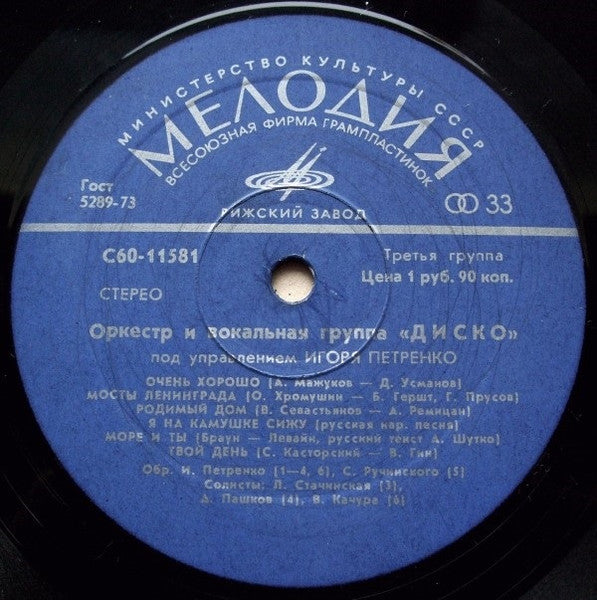 МИНИСТЕРСТВО КУЛЬТУРЫ СССР
МЕЛОДИЯ
ВСЕСОЮЗНАЯ ФИРМА ГРАМПЛАСТИНОК
Гост
5289-73
33
РИЖСКИЙ ЗАВОД
С60-11581
Третья группа
Цена 1 руб. 90 коп.
СТЕРЕО
Оркестр и вокальная группа «ДИСКО»
под управлением ИГОРЯ ПЕТРЕНКО
ОЧЕНЬ ХОРОШО (А. Мажуков — Д. Усманов)
МОСТЫ ЛЕНИНГРАДА (О. Хромушин — Б. Гершт, Г. Прусов)
РОДИМЫЙ ДОМ (В. Севастьянов — А. Ремицан)
Я НА КАМУШКЕ СИЖУ (русская нар. песня)
МОРЕ И ТЫ (Браун — Левайн, русский текст А. Шутко)
ТВОЙ ДЕНЬ (С. Касторский — В. Гин)
Обр. И. Петренко (1—4, 6), С. Ручинского (5)
Солисты: Л. Стачинская (3),
А. Пашков (4), В. Качура (6)